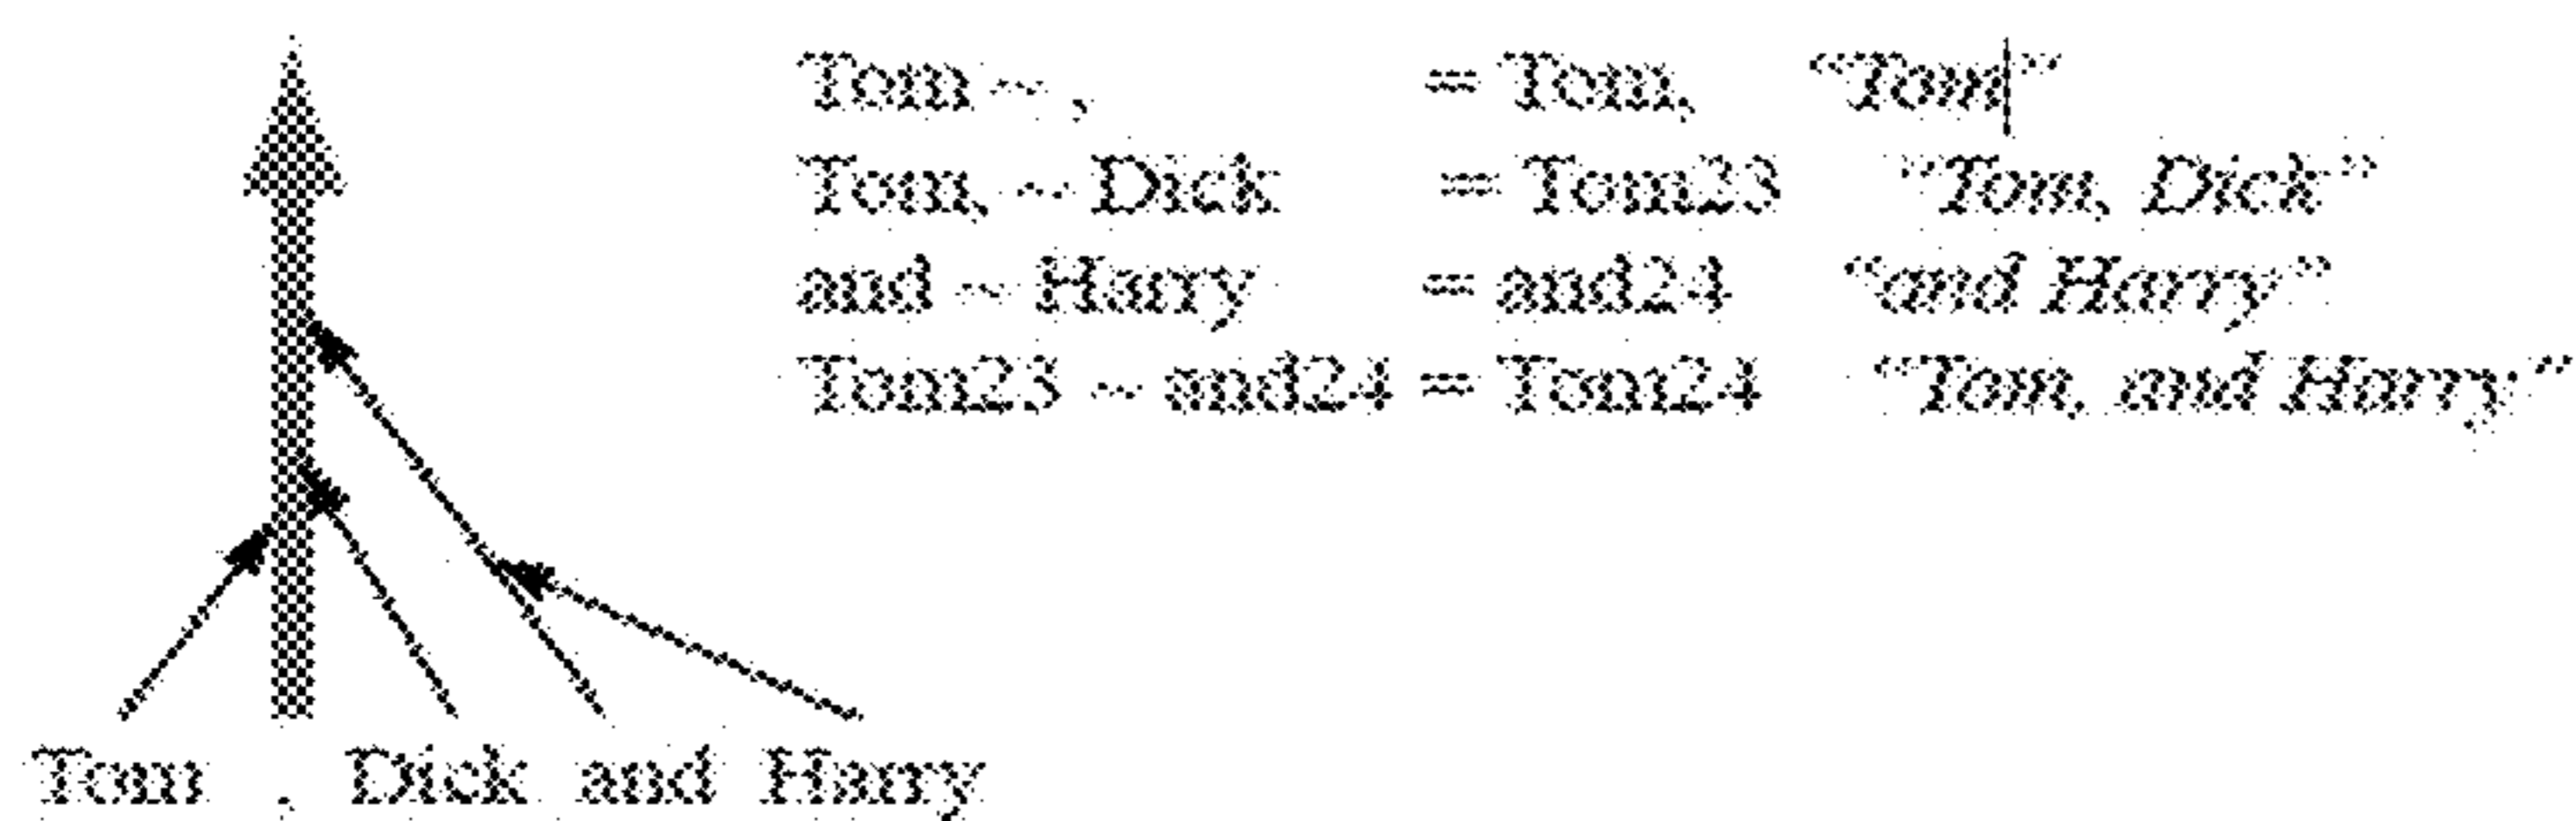 Tom ~ , = Tom, “Tom|”
Tom, ~ Dick = Tom23 “Tom, Dick”
and ~ Harry = and24 “and Harry”
Tom23 ~ and24 = Tom24 “Tom, and Harry”
Tom , Dick and Harry